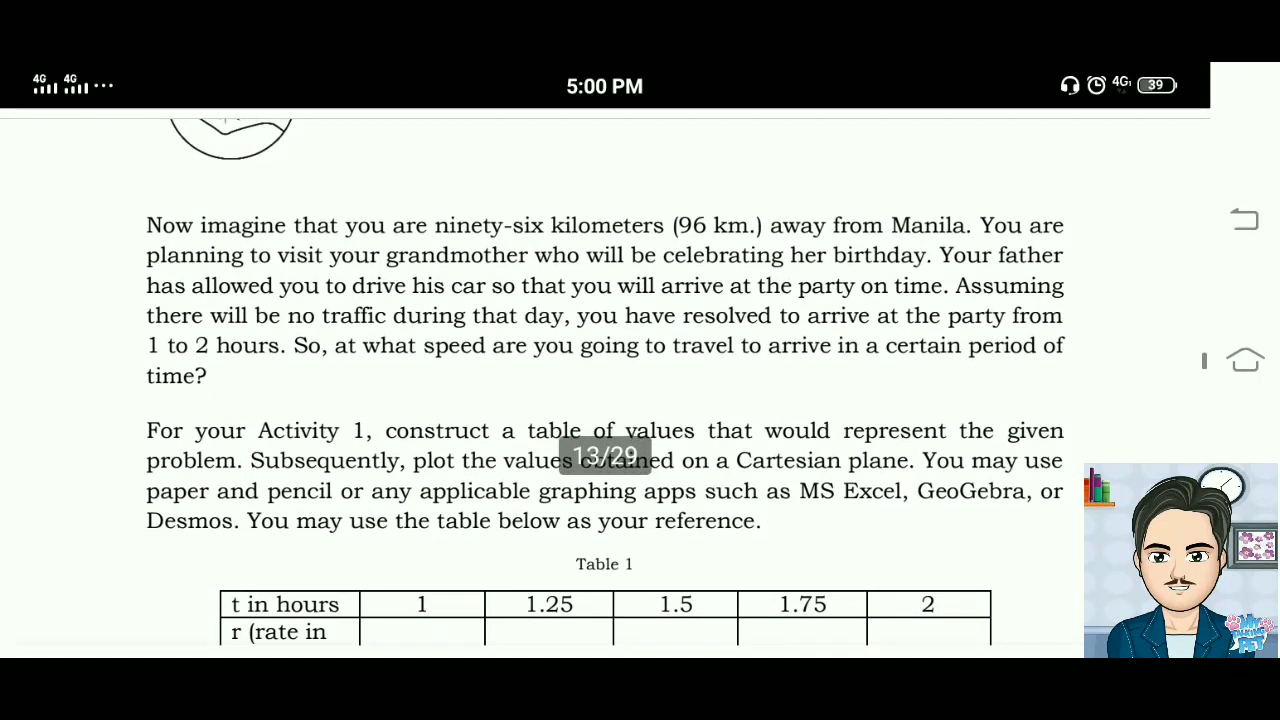 4G 4G 5:00 PM 4G 39
Now imagine that you are ninety-six kilometers (96 km.) away from Manila. You are
planning to visit your grandmother who will be celebrating her birthday. Your father
has allowed you to drive his car so that you will arrive at the party on time. Assuming
there will be no traffic during that day, you have resolved to arrive at the party from
1 to 2 hours. So, at what speed are you going to travel to arrive in a certain period of
time?
For your Activity 1, construct a table of values that would represent the given
problem. Subsequently, plot the values obtained on a Cartesian plane. You may use
13/29
paper and pencil or any applicable graphing apps such as MS Excel, GeoGebra, or
Desmos. You may use the table below as your reference.
Table 1
t in hours 1 1.25 1.5 1.75 2
r (rate in
MY TALKING PET